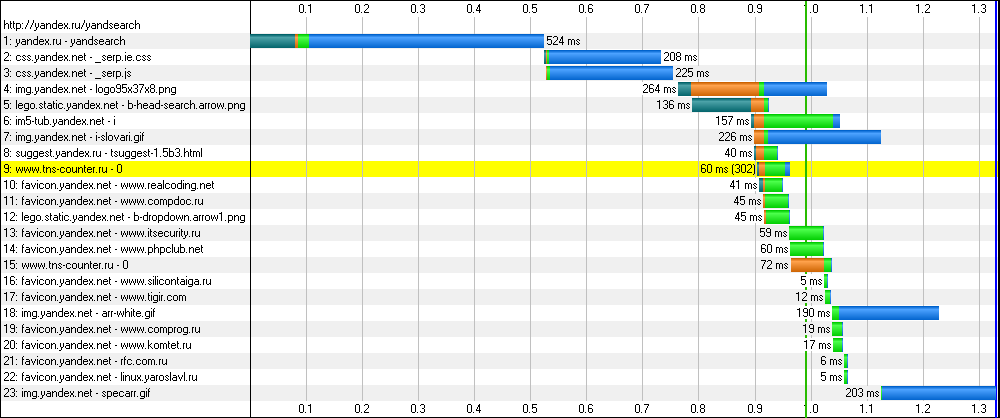 0.1 0.2 0.3 0.4 0.5 0.6 0.7 0.8 0.9 1.0 1.1 1.2 1.3
http://yandex.ru/yandsearch
1: yandex.ru - yandsearch 524 ms
2: css.yandex.net - _serp.ie.css 208 ms
3: css.yandex.net - _serp.js 225 ms
4: img.yandex.net - logo95x37x8.png 264 ms
5: lego.static.yandex.net - b-head-search.arrow.png 136 ms
6: im5-tub.yandex.net - i 157 ms
7: img.yandex.net - i-slovari.gif 226 ms
8: suggest.yandex.ru - tsuggest-1.5b3.html 40 ms
9: www.tns-counter.ru - 0 60 ms (302)
10: favicon.yandex.net - www.realcoding.net 41 ms
11: favicon.yandex.net - www.compdoc.ru 45 ms
12: lego.static.yandex.net - b-dropdown.arrow1.png 45 ms
13: favicon.yandex.net - www.itsecurity.ru 59 ms
14: favicon.yandex.net - www.phpclub.net 60 ms
15: www.tns-counter.ru - 0 72 ms
16: favicon.yandex.net - www.silicontaiga.ru 5 ms
17: favicon.yandex.net - www.tigir.com 12 ms
18: img.yandex.net - arr-white.gif 190 ms
19: favicon.yandex.net - www.comprog.ru 19 ms
20: favicon.yandex.net - www.komtet.ru 17 ms
21: favicon.yandex.net - rfc.com.ru 6 ms
22: favicon.yandex.net - linux.yaroslavl.ru 5 ms
23: img.yandex.net - specarr.gif 203 ms
0.1 0.2 0.3 0.4 0.5 0.6 0.7 0.8 0.9 1.0 1.1 1.2 1.3